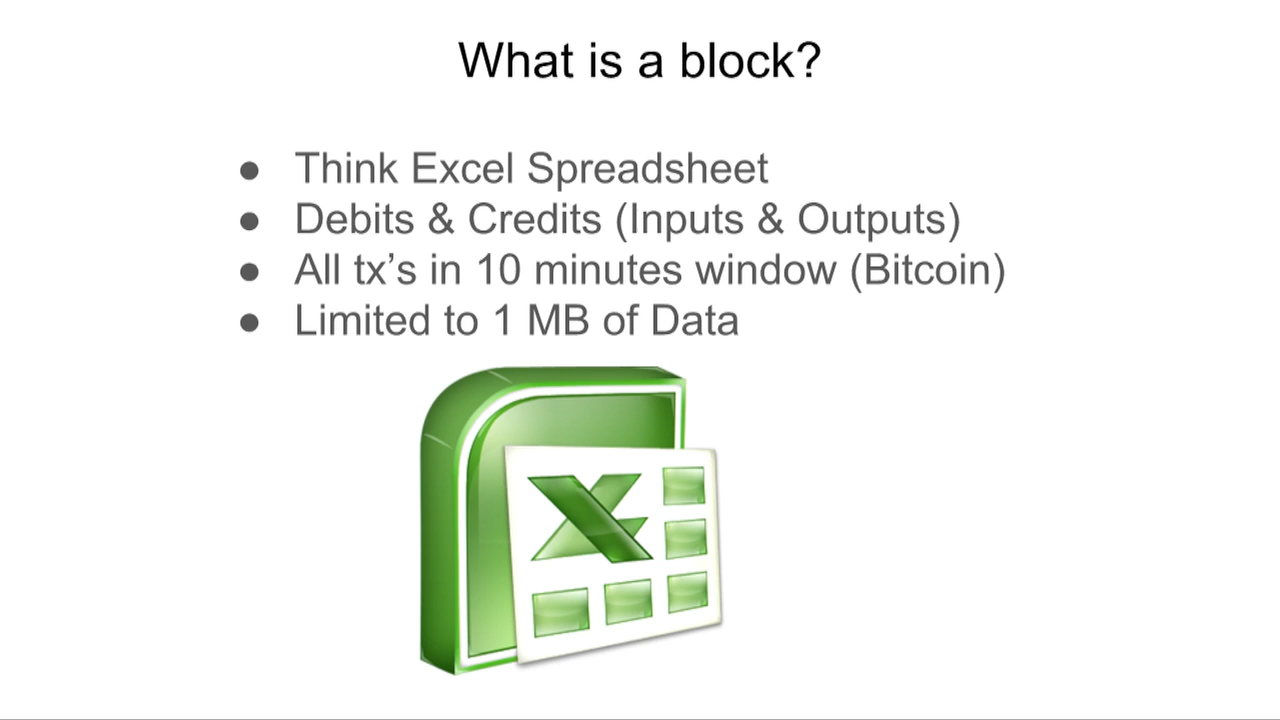 What is a block?
● Think Excel Spreadsheet
● Debits & Credits (Inputs & Outputs)
● All tx’s in 10 minutes window (Bitcoin)
● Limited to 1 MB of Data